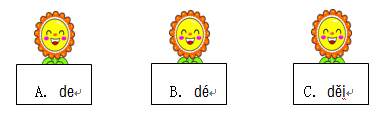 A. de
B. dé
C. děi